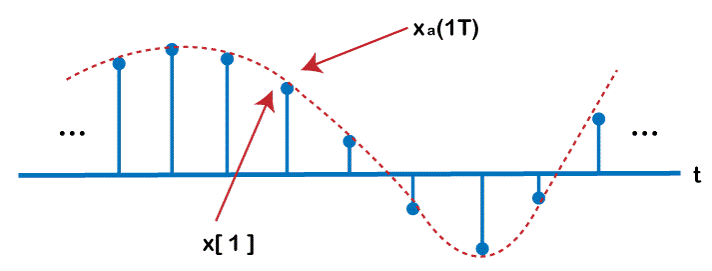 xa(1T)
... ...
t
x[ 1 ]